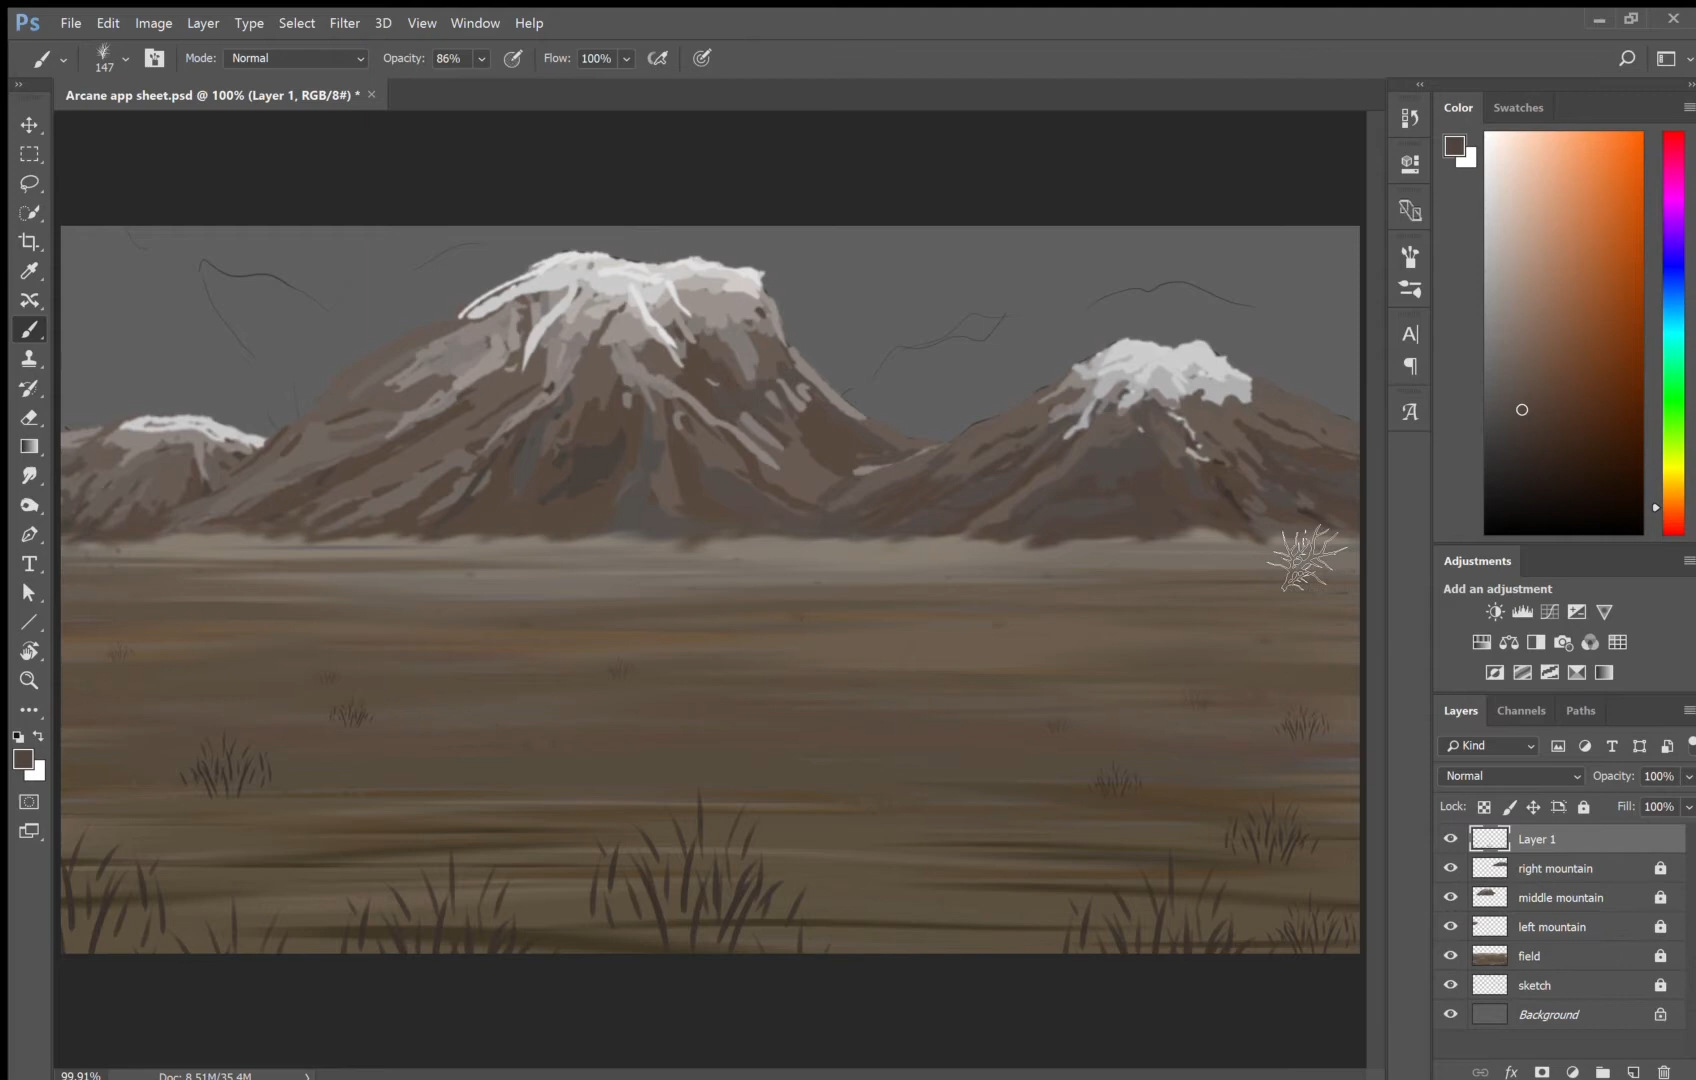 Ps File Edit Image Layer Type Select Filter 3D View Window Help
147 Mode: Normal Opacity: 86% Flow: 100%
Arcane app sheet.psd @ 100% (Layer 1, RGB/8#) * ×
Color Swatches
Adjustments
Add an adjustment
Layers Channels Paths
Kind
Normal Opacity: 100%
Lock: Fill: 100%
Layer 1
right mountain
middle mountain
left mountain
field
sketch
Background
fx
99.91% Doc: 8.51M/35.4M